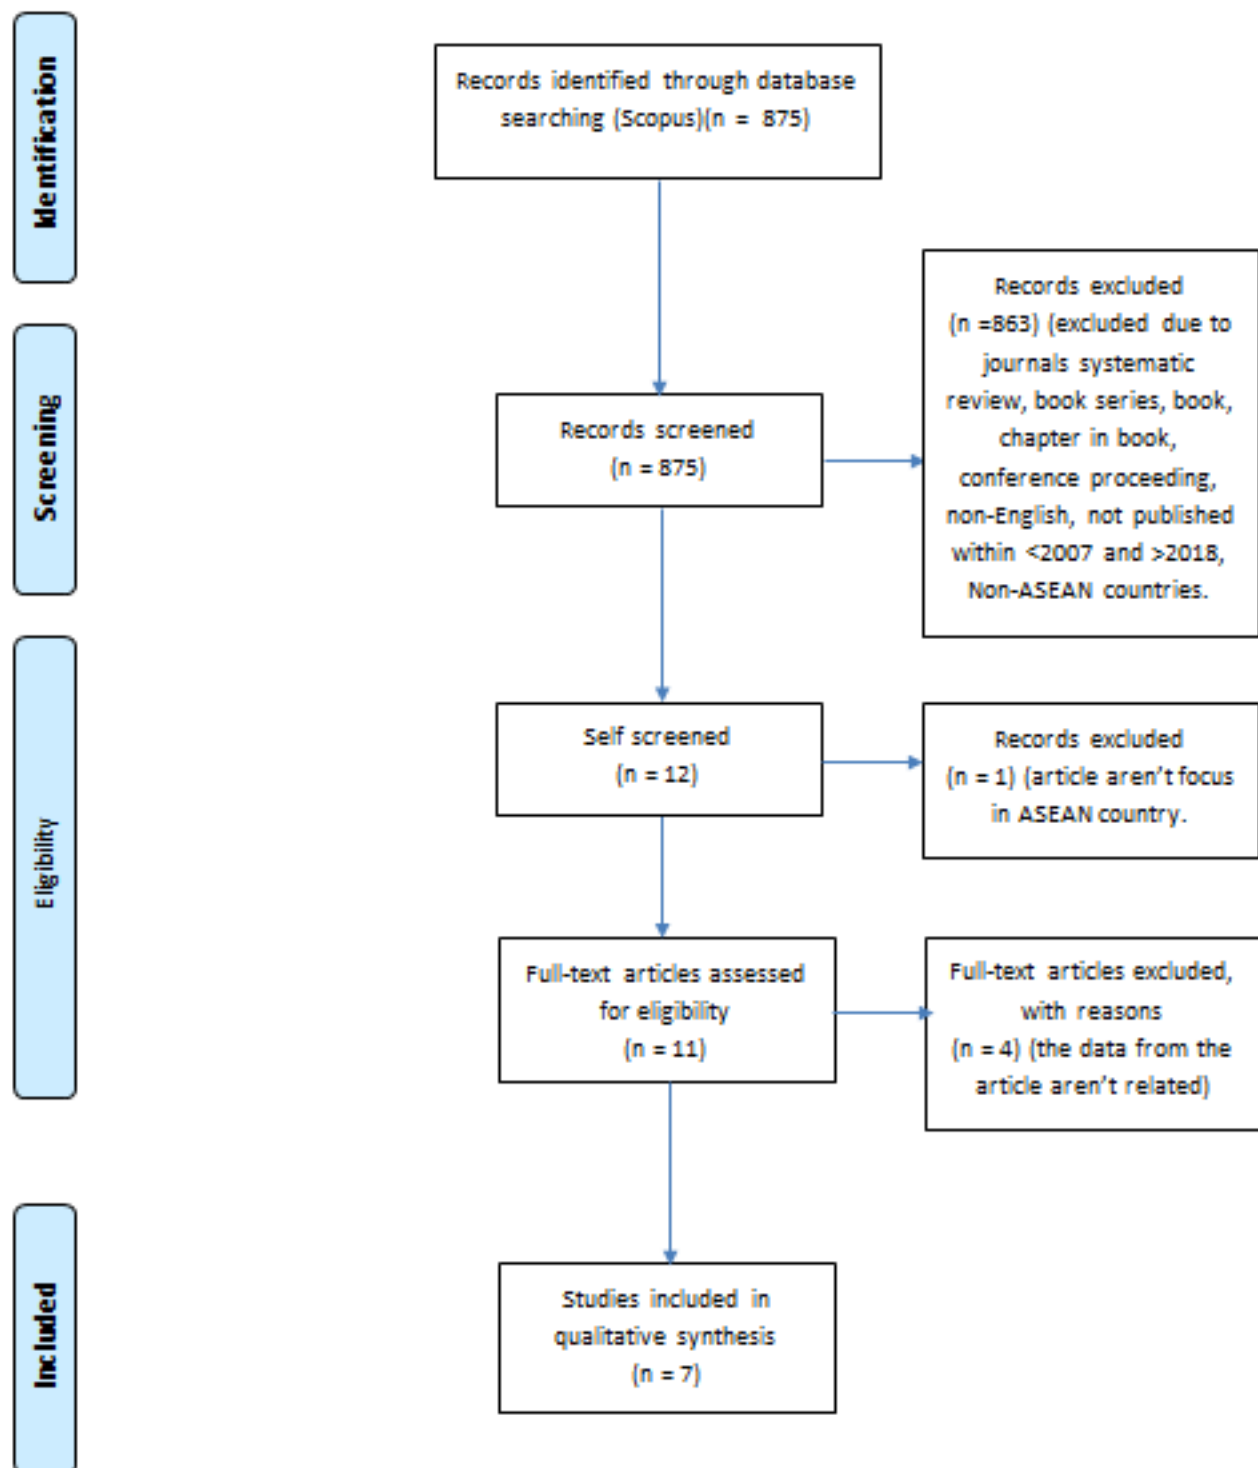 Identification
Records identified through database
searching (Scopus)(n = 875)
Records excluded
(n =863) (excluded due to
journals systematic
review, book series, book,
chapter in book,
conference proceeding,
non-English, not published
within <2007 and >2018,
Non-ASEAN countries.
Screening
Records screened
(n = 875)
Eligibility
Self screened
(n = 12)
Records excluded
(n = 1) (article aren't focus
in ASEAN country.
Full-text articles assessed
for eligibility
(n = 11)
Full-text articles excluded,
with reasons
(n = 4) (the data from the
article aren't related)
Included
Studies included in
qualitative synthesis
(n = 7)